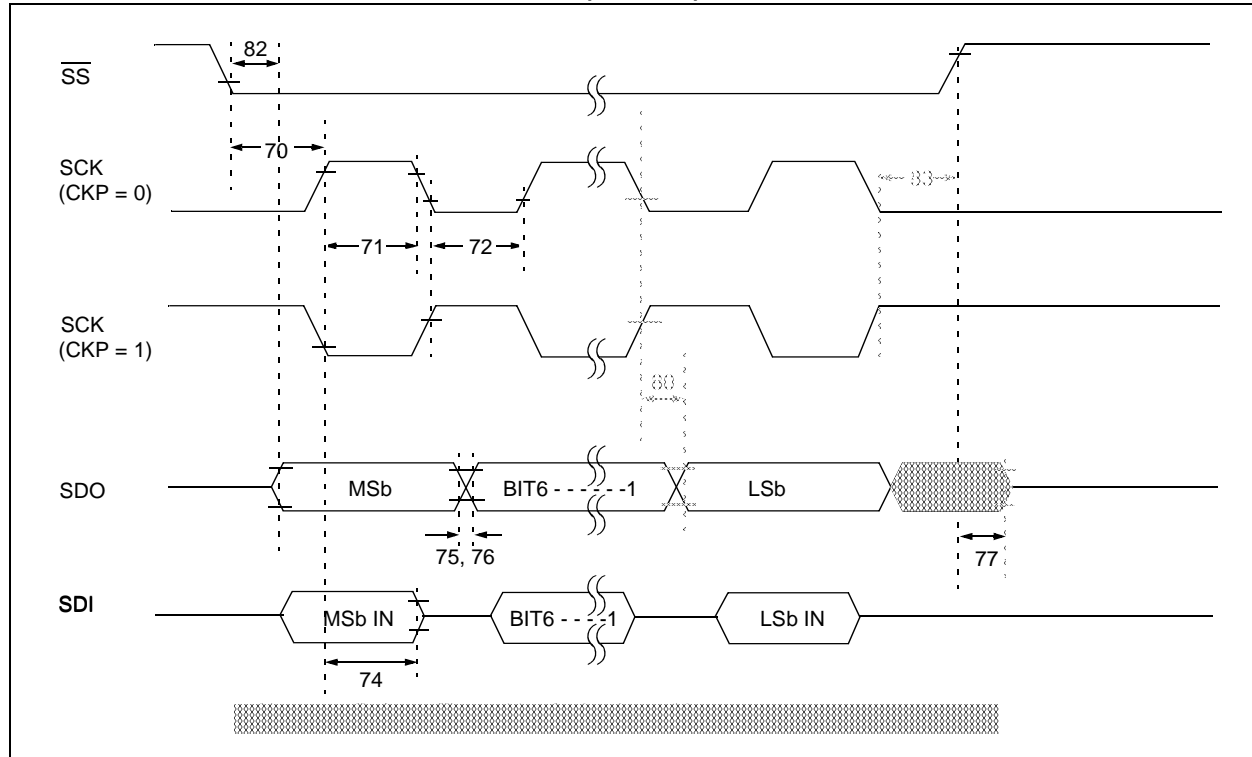 82
SS
70
SCK
(CKP = 0)
83
71
72
SCK
(CKP = 1)
80
SDO
MSb
BIT6 - - - - - -1
LSb
75, 76
77
SDI
MSb IN
BIT6 - - - -1
LSb IN
74